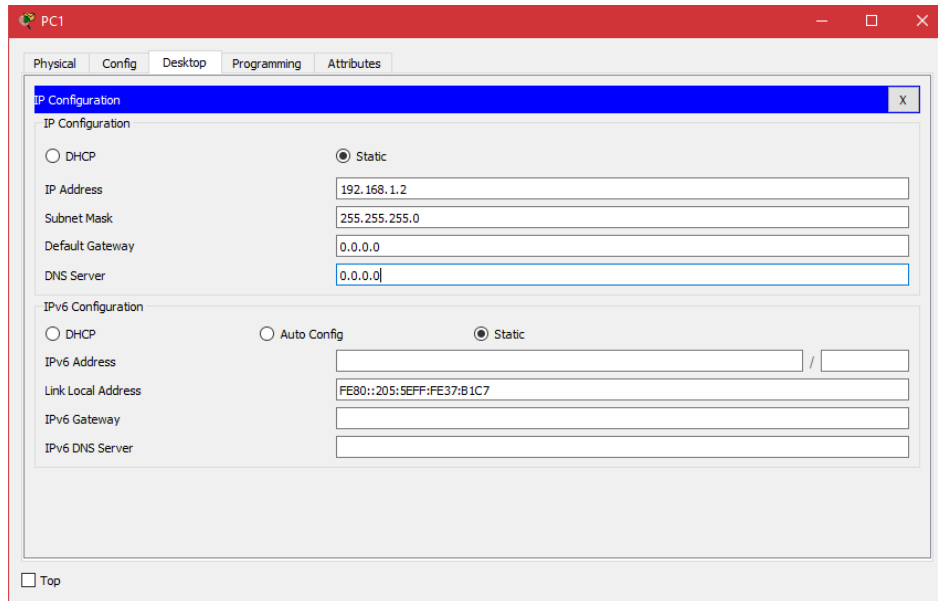 PC1
Physical Config Desktop Programming Attributes
IP Configuration X
IP Configuration
DHCP Static
IP Address 192.168.1.2
Subnet Mask 255.255.255.0
Default Gateway 0.0.0.0
DNS Server 0.0.0.0
IPv6 Configuration
DHCP Auto Config Static
IPv6 Address /
Link Local Address FE80::205:5EFF:FE37:B1C7
IPv6 Gateway
IPv6 DNS Server
Top